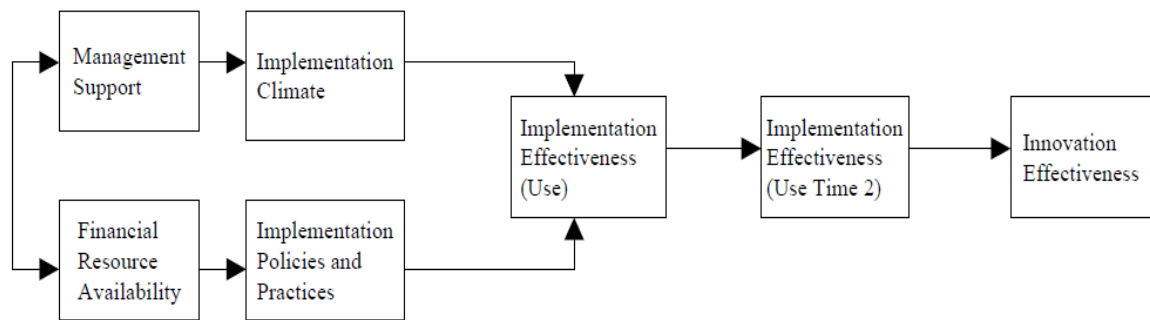 Management
Support
Implementation
Climate
Implementation
Effectiveness
(Use)
Implementation
Effectiveness
(Use Time 2)
Innovation
Effectiveness
Financial
Resource
Availability
Implementation
Policies and
Practices